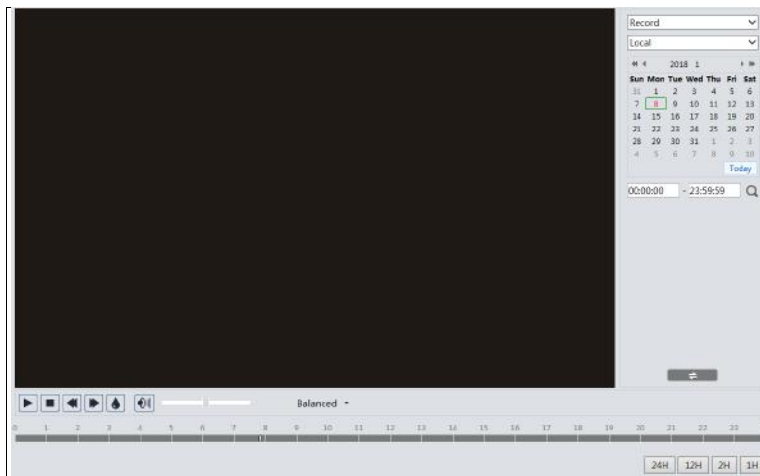 Record
Local
2018 1
Sun Mon Tue Wed Thu Fri Sat
31 1 2 3 4 5 6
7 8 9 10 11 12 13
14 15 16 17 18 19 20
21 22 23 24 25 26 27
28 29 30 31 1 2 3
4 5 6 7 8 9 10
Today
00:00:00 - 23:59:59
Balanced
0 1 2 3 4 5 6 7 8 9 10 11 12 13 14 15 16 17 18 19 20 21 22 23
24H 12H 2H 1H